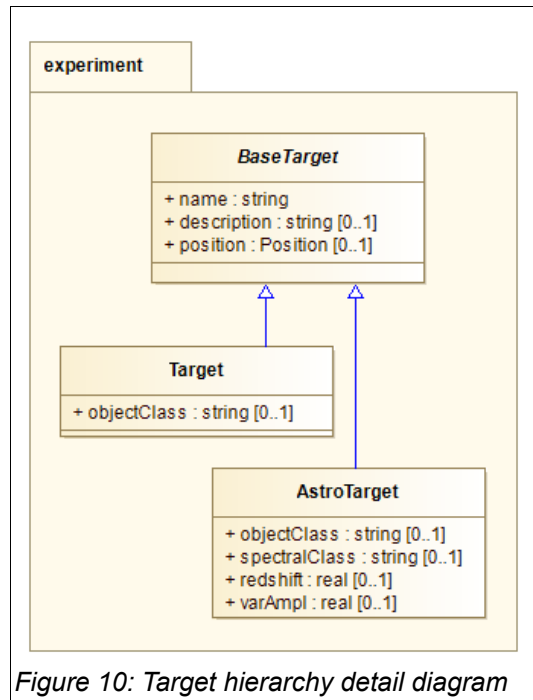 experiment
BaseTarget
+ name : string
+ description : string [0..1]
+ position : Position [0..1]
Target
+ objectClass : string [0..1]
AstroTarget
+ objectClass : string [0..1]
+ spectralClass : string [0..1]
+ redshift : real [0..1]
+ varAmpl : real [0..1]
Figure 10: Target hierarchy detail diagram